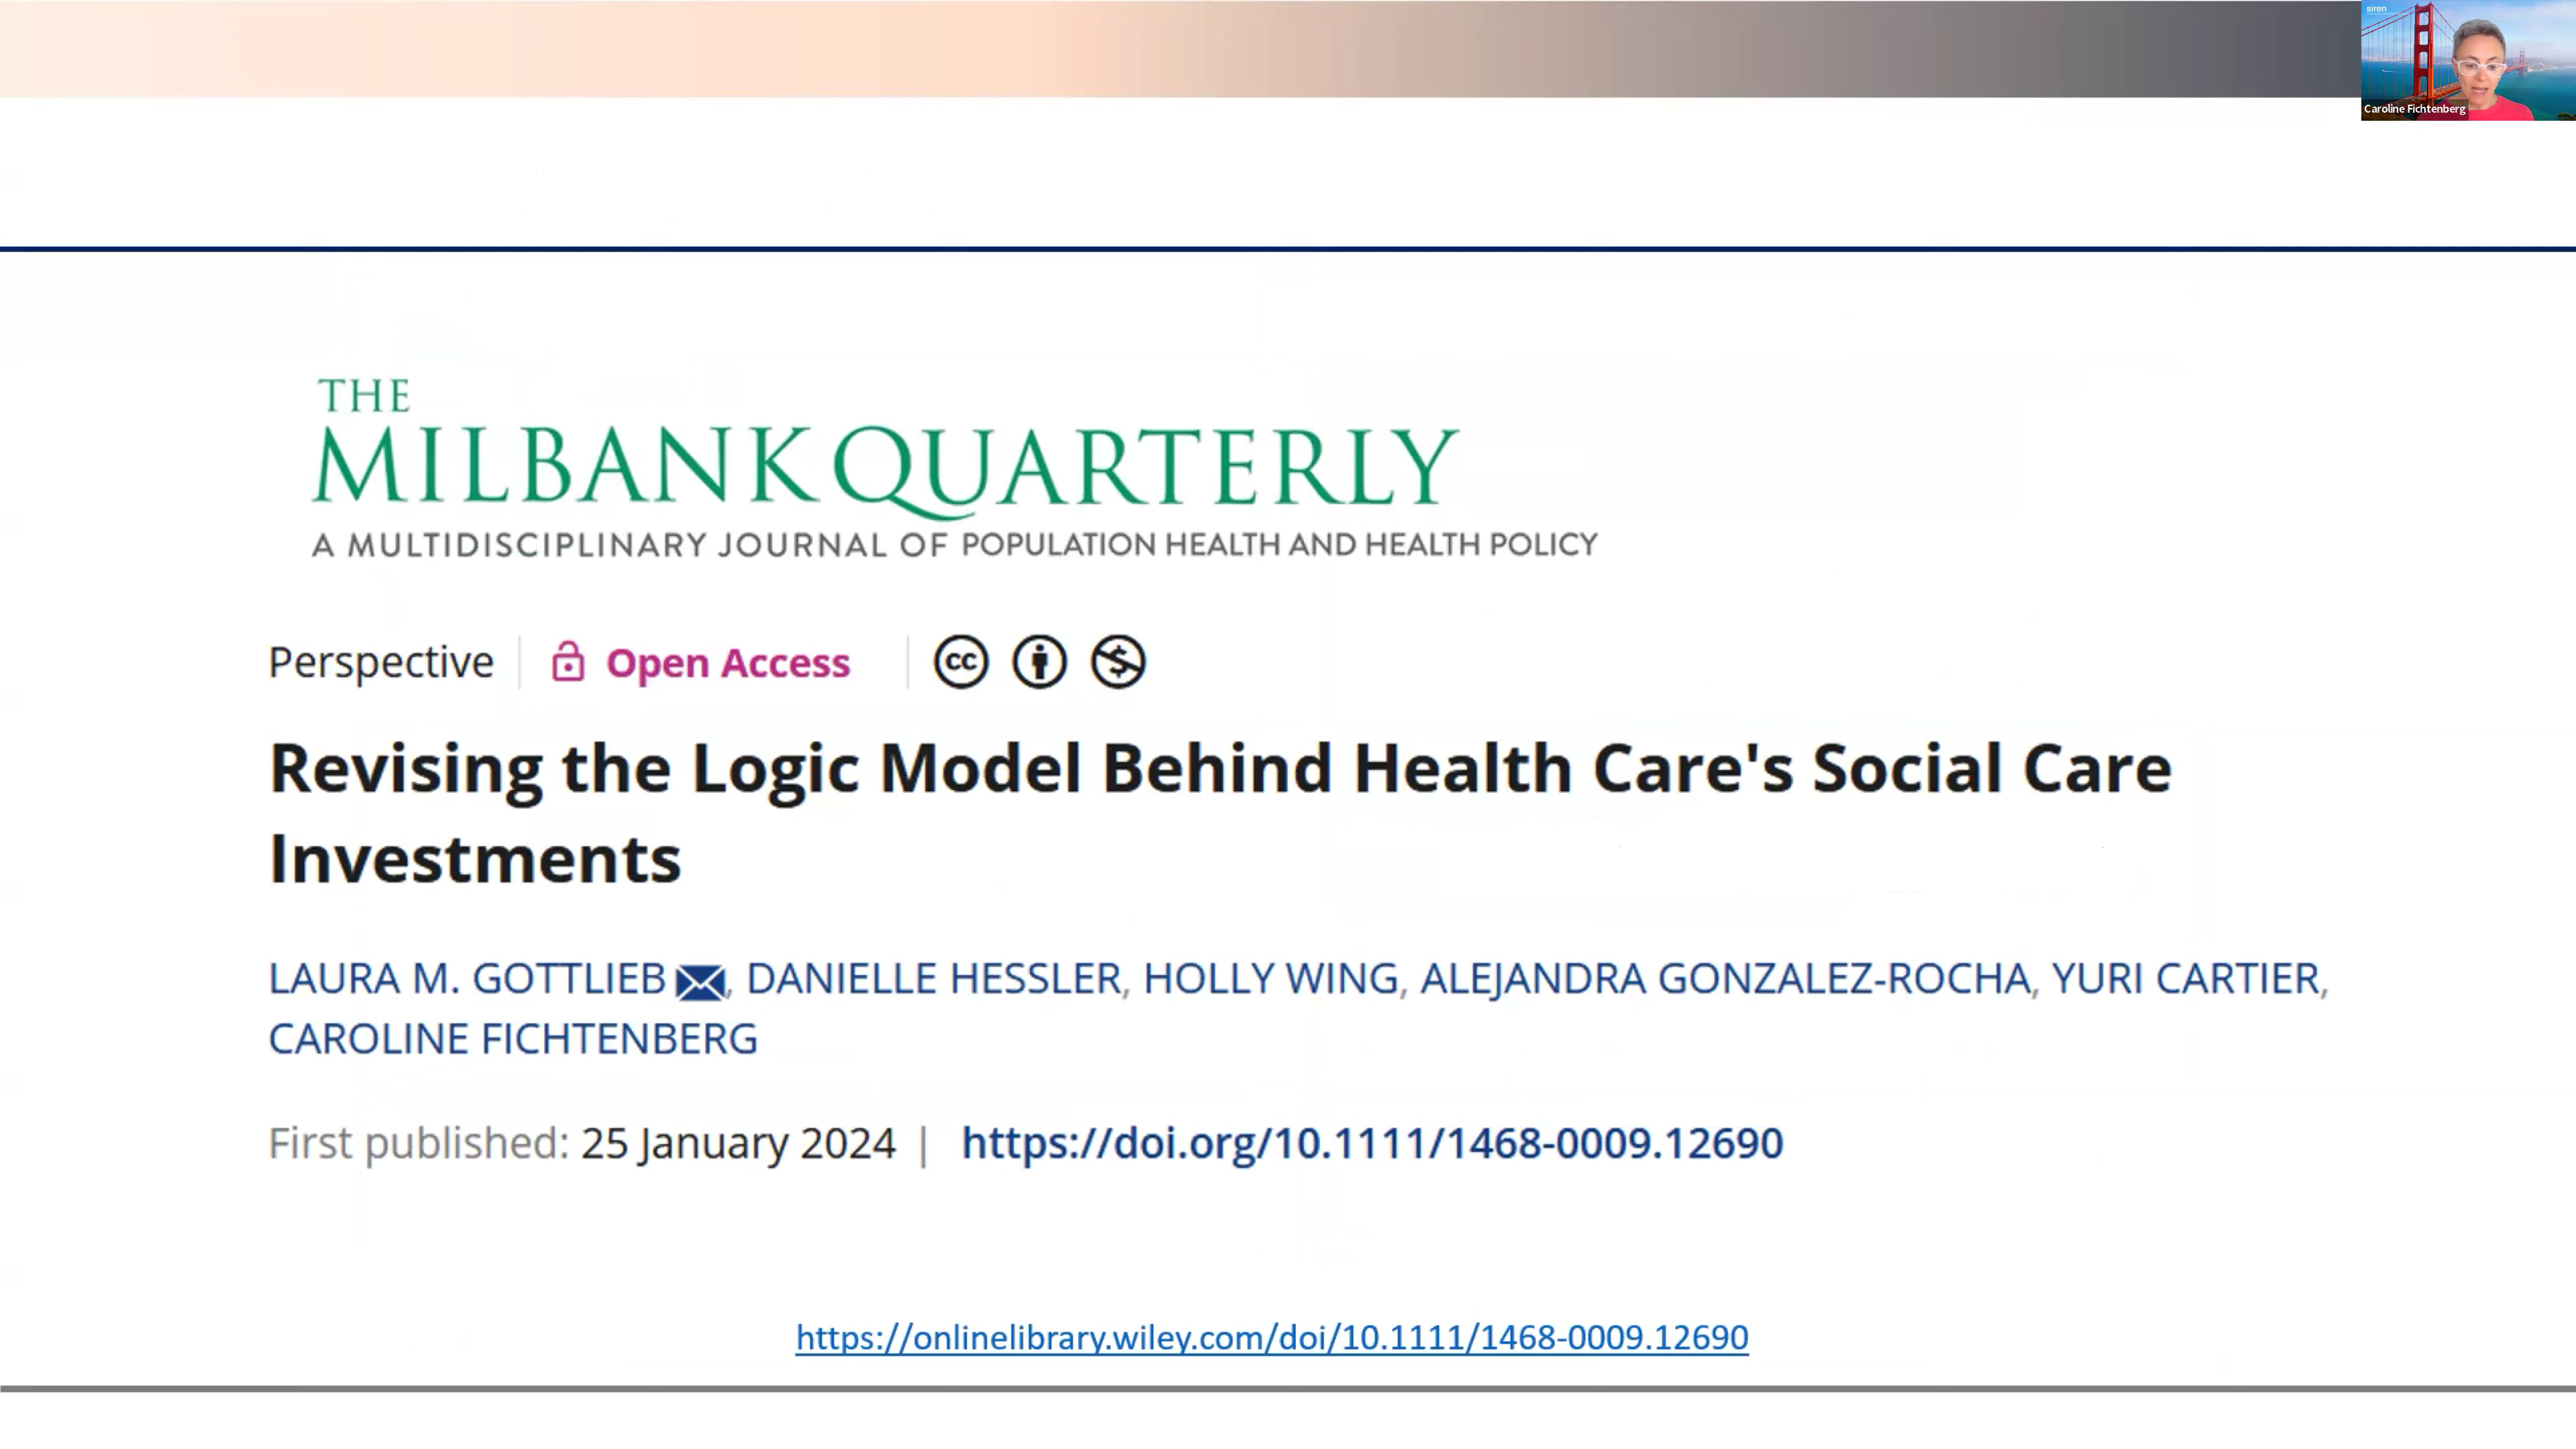 siren
Caroline Fichtenberg
THE
MILBANK QUARTERLY
A MULTIDISCIPLINARY JOURNAL OF POPULATION HEALTH AND HEALTH POLICY
Perspective | Open Access | cc
Revising the Logic Model Behind Health Care's Social Care
Investments
LAURA M. GOTTLIEB, DANIELLE HESSLER, HOLLY WING, ALEJANDRA GONZALEZ-ROCHA, YURI CARTIER,
CAROLINE FICHTENBERG
First published: 25 January 2024 | https://doi.org/10.1111/1468-0009.12690
https://onlinelibrary.wiley.com/doi/10.1111/1468-0009.12690